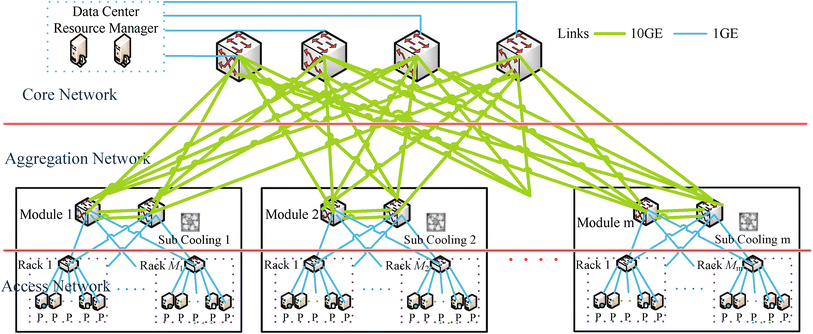 Data Center
Resource Manager
Links 10GE 1GE
Core Network
Aggregation Network
Module 1
Sub Cooling 1
Module 2
Sub Cooling 2
Module m
Sub Cooling m
Rack 1
Rack M1
Rack 1
Rack M2
Rack 1
Rack Mm
Access Network
P P P P P
P P P P P
P P P P P
P P P P P
P P P P P
P P P P P